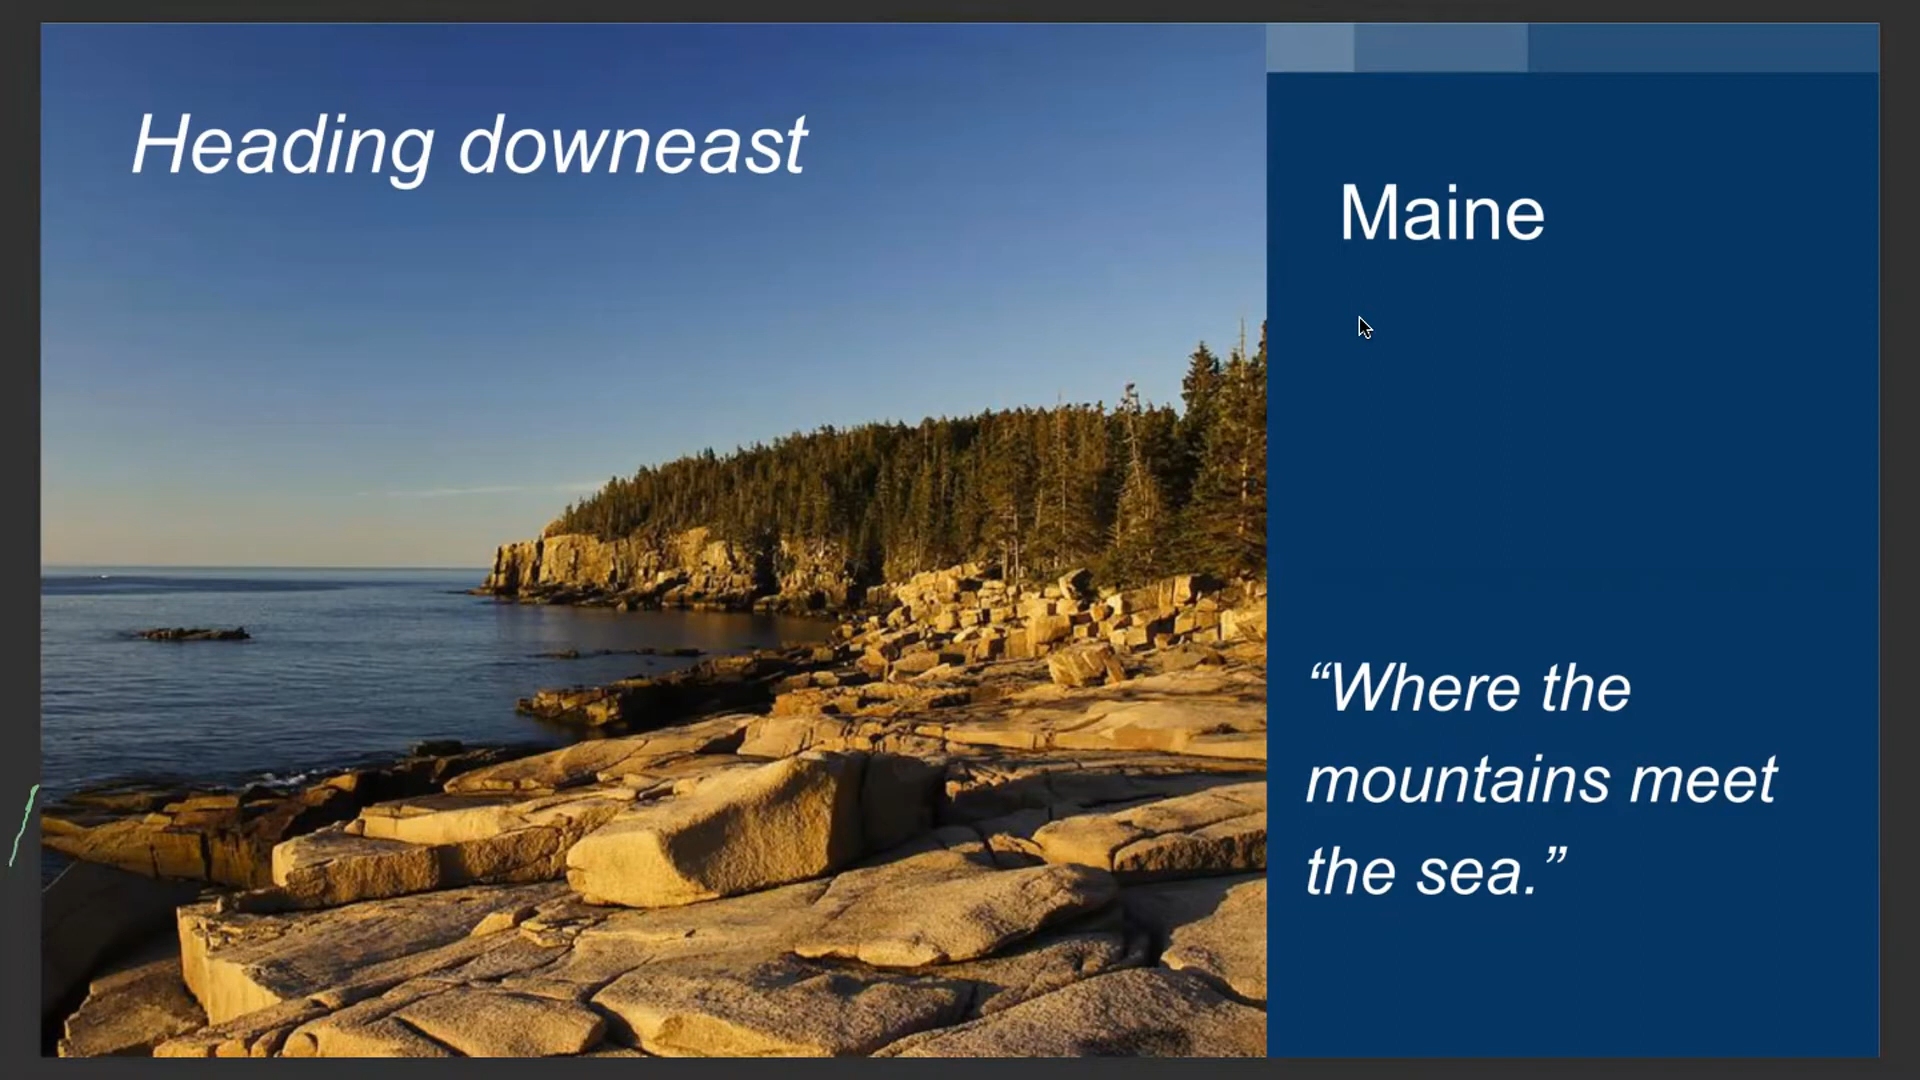 Heading downeast
Maine
“Where the
mountains meet
the sea.”